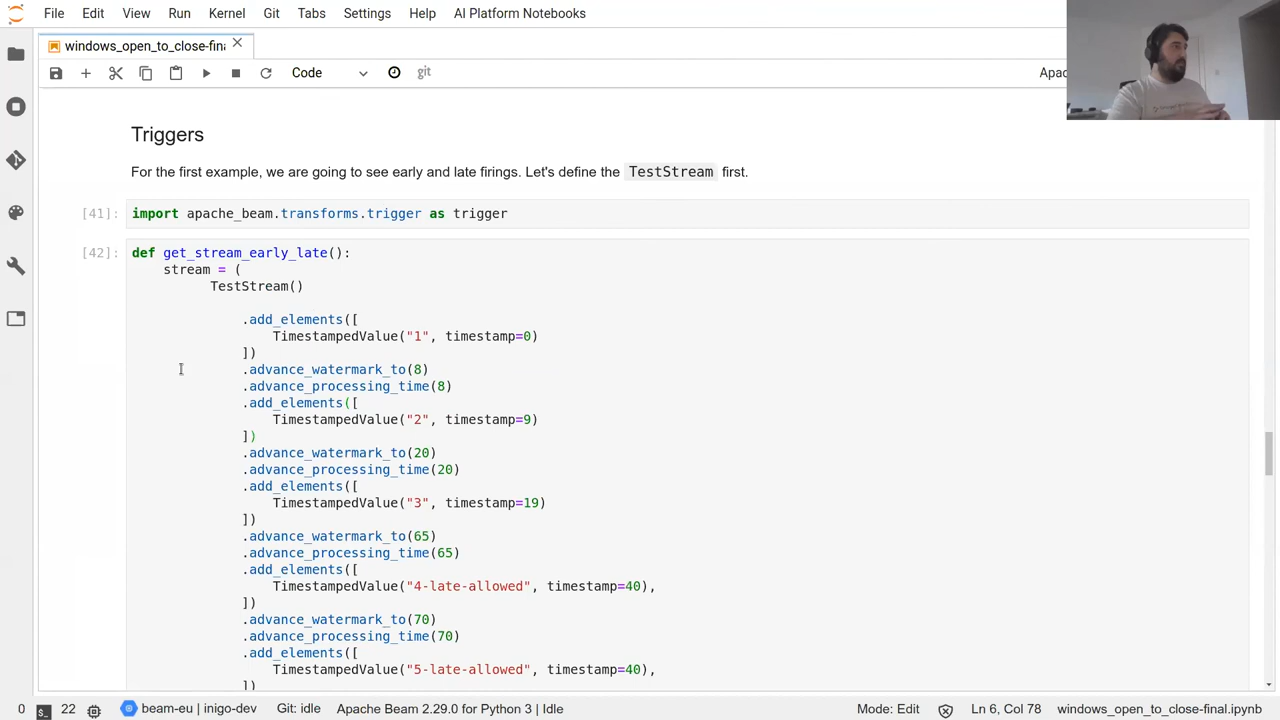 File Edit View Run Kernel Git Tabs Settings Help AI Platform Notebooks
windows_open_to_close-fina
Code git Apac
Triggers
For the first example, we are going to see early and late firings. Let's define the TestStream first.
[41]: import apache_beam.transforms.trigger as trigger
[42]: def get_stream_early_late():
stream = (
TestStream()
.add_elements([
TimestampedValue("1", timestamp=0)
])
.advance_watermark_to(8)
.advance_processing_time(8)
.add_elements([
TimestampedValue("2", timestamp=9)
])
.advance_watermark_to(20)
.advance_processing_time(20)
.add_elements([
TimestampedValue("3", timestamp=19)
])
.advance_watermark_to(65)
.advance_processing_time(65)
.add_elements([
TimestampedValue("4-late-allowed", timestamp=40),
])
.advance_watermark_to(70)
.advance_processing_time(70)
.add_elements([
TimestampedValue("5-late-allowed", timestamp=40),
])
0 22 beam-eu | inigo-dev Git: idle Apache Beam 2.29.0 for Python 3 | Idle Mode: Edit Ln 6, Col 78 windows_open_to_close-final.ipynb